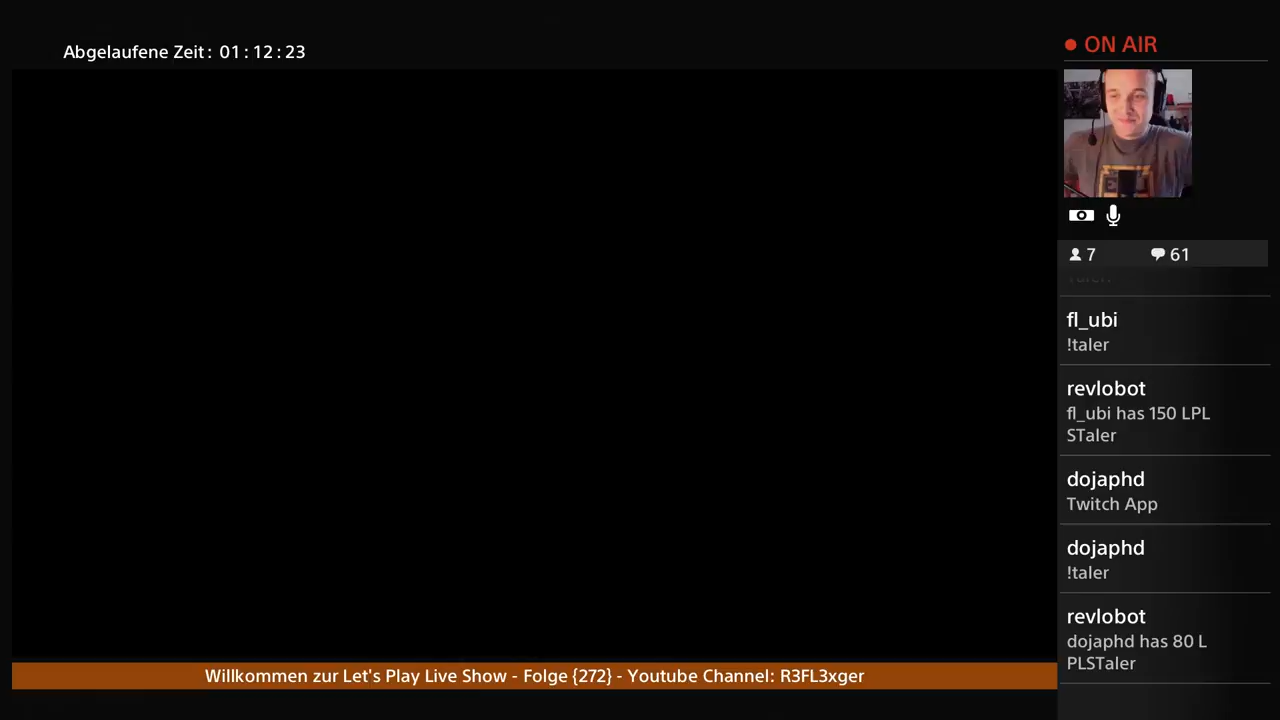 Abgelaufene Zeit: 01:12:23
ON AIR
7
61
fl_ubi
!taler
revlobot
fl_ubi has 150 LPL
STaler
dojaphd
Twitch App
dojaphd
!taler
revlobot
dojaphd has 80 L
PLSTaler
Willkommen zur Let's Play Live Show - Folge {272} - Youtube Channel: R3FL3xger